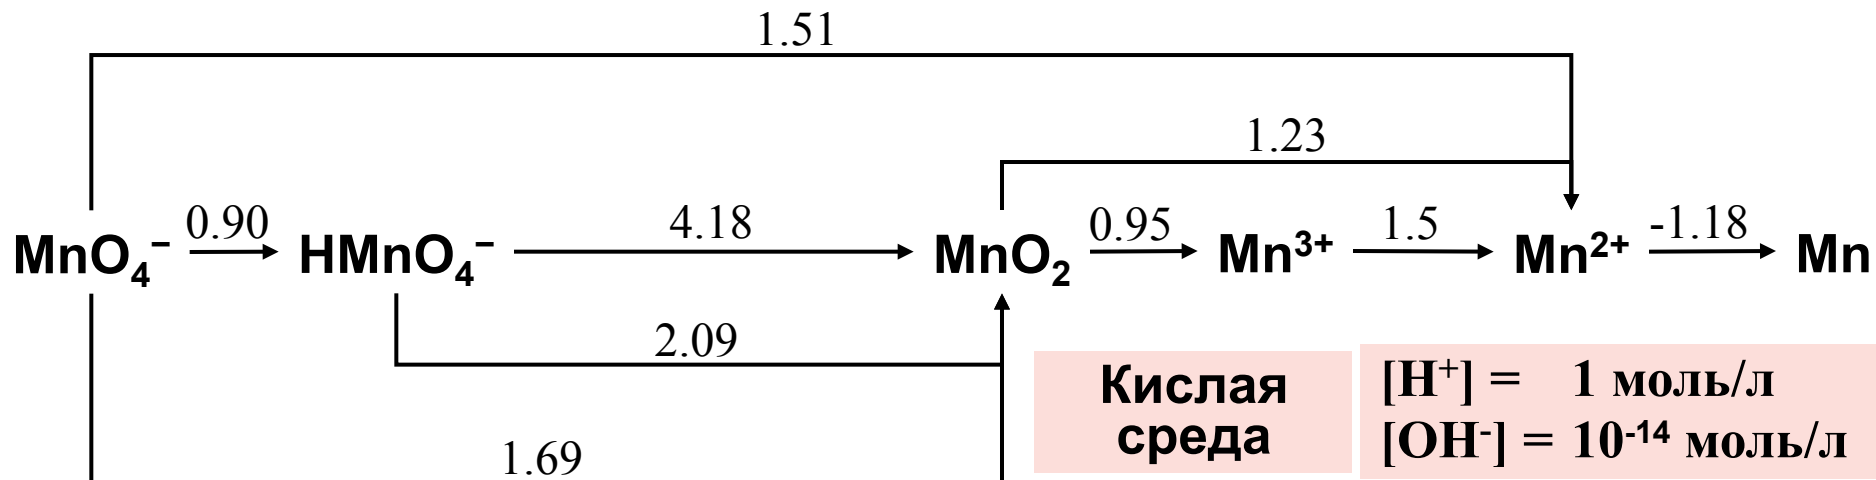 1.51
1.23
MnO₄⁻ 0.90 HMnO₄⁻ 4.18 MnO₂ 0.95 Mn³⁺ 1.5 Mn²⁺ -1.18 Mn
2.09
1.69
Кислая
среда
[H⁺] = 1 моль/л
[OH⁻] = 10⁻¹⁴ моль/л